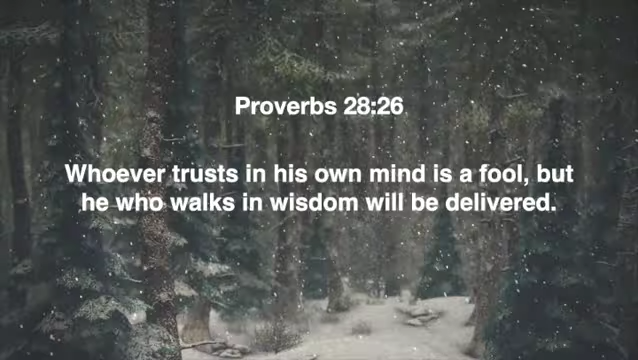 Proverbs 28:26
Whoever trusts in his own mind is a fool, but
he who walks in wisdom will be delivered.